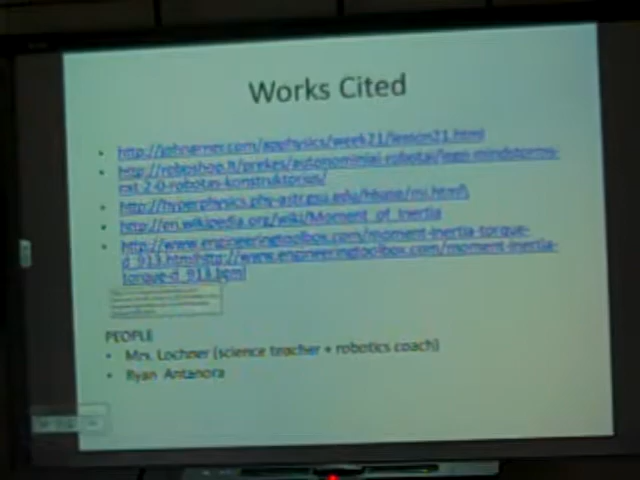 Works Cited
• http://jobnerner.com/apphysics/week21/lesson21.html
• http://roboshop.lt/prekes/autonominiai-robotai/lego-mindstorms-
nxt-2-0-robotas-konstruktorius/
• http://hyperphysics.phy-astr.gsu.edu/hbase/mi.html\
• http://en.wikipedia.org/wiki/Moment_of_inertia
• http://www.engineeringtoolbox.com/moment-inertia-torque-
d_913.htmlhttp://www.engineeringtoolbox.com/moment-inertia-
torque-d_913.html
PEOPLE
• Mrs. Lochner (science teacher + robotics coach)
• Ryan Antanora